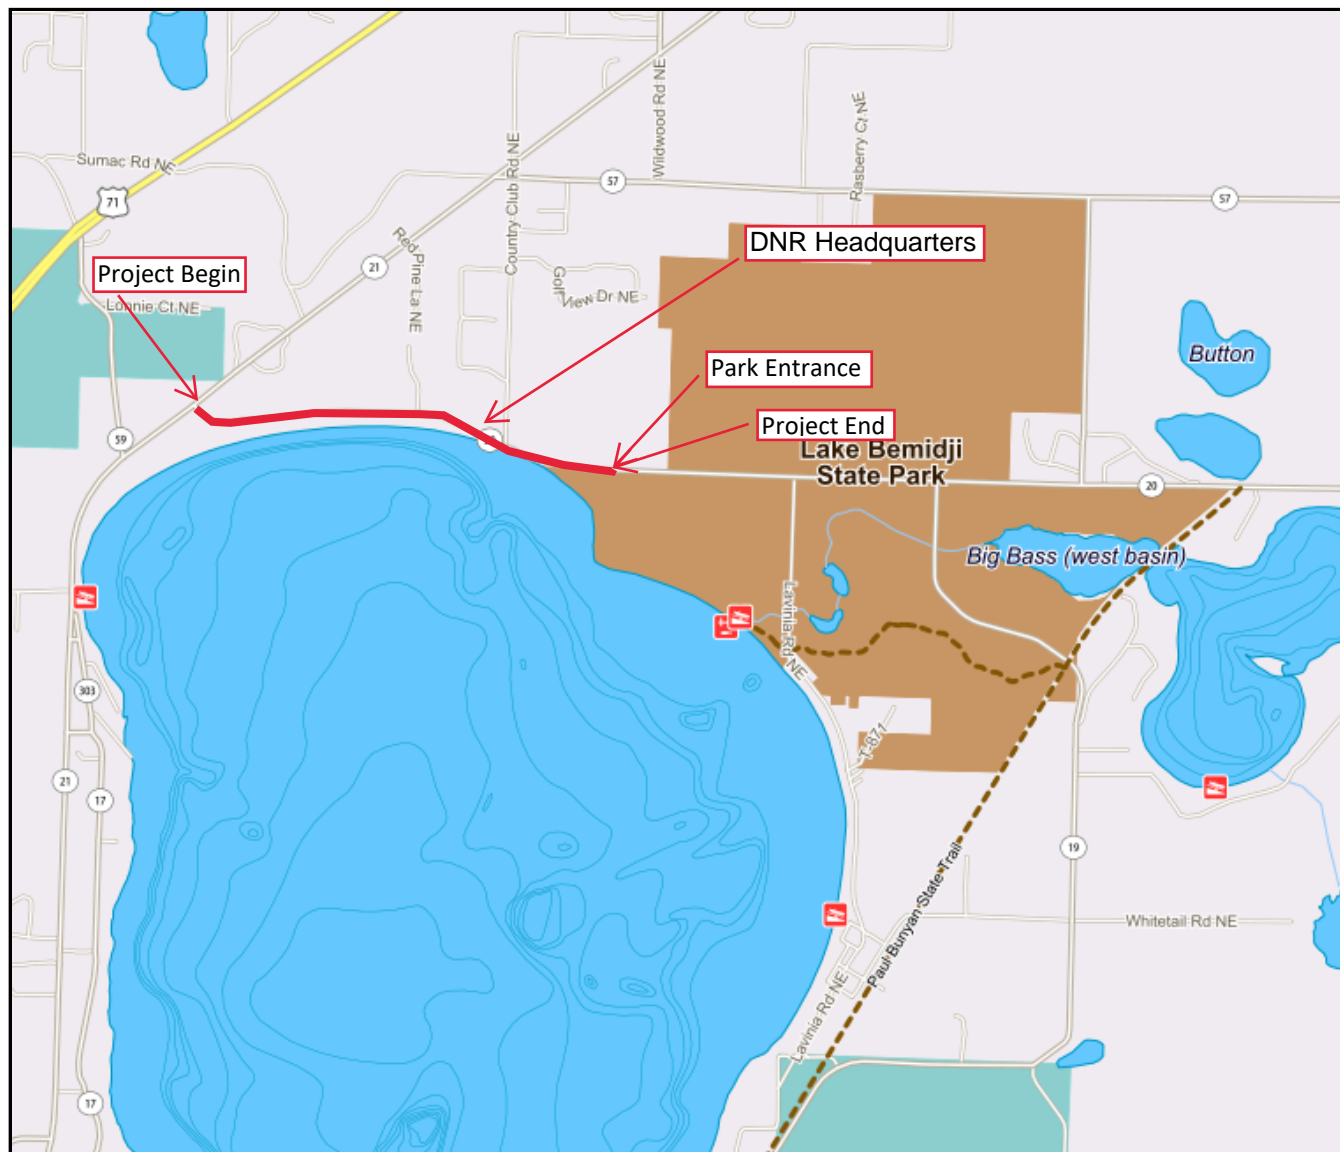 Sumac Rd NE
71
57
57
Wildwood Rd NE
Rasberry Ct NE
Country Club Rd NE
DNR Headquarters
Project Begin
21
Red Pine La NE
Golf View Dr NE
Lonnie Ct NE
Button
Park Entrance
Project End
59
Lake Bemidji
State Park
20
Big Bass (west basin)
Lavinia Rd NE
303
T-671
21
17
19
Paul Bunyan State Trail
Whitetail Rd NE
Lavinia Rd NE
17